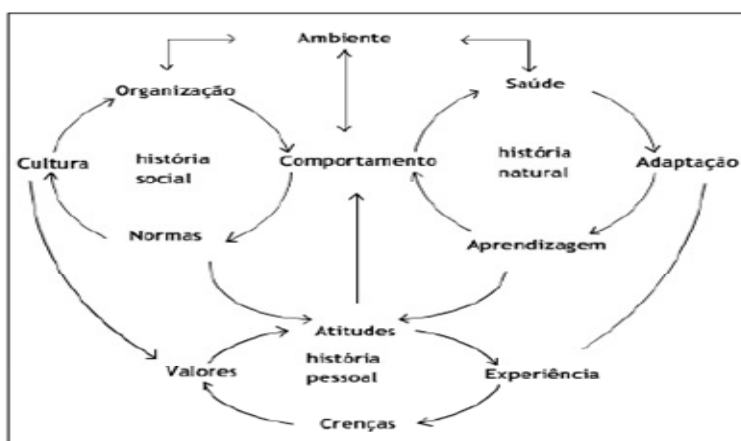 Ambiente
Organização
Saúde
Cultura
história
social
Comportamento
história
natural
Adaptação
Normas
Aprendizagem
Atitudes
Valores
história
pessoal
Experiência
Crenças